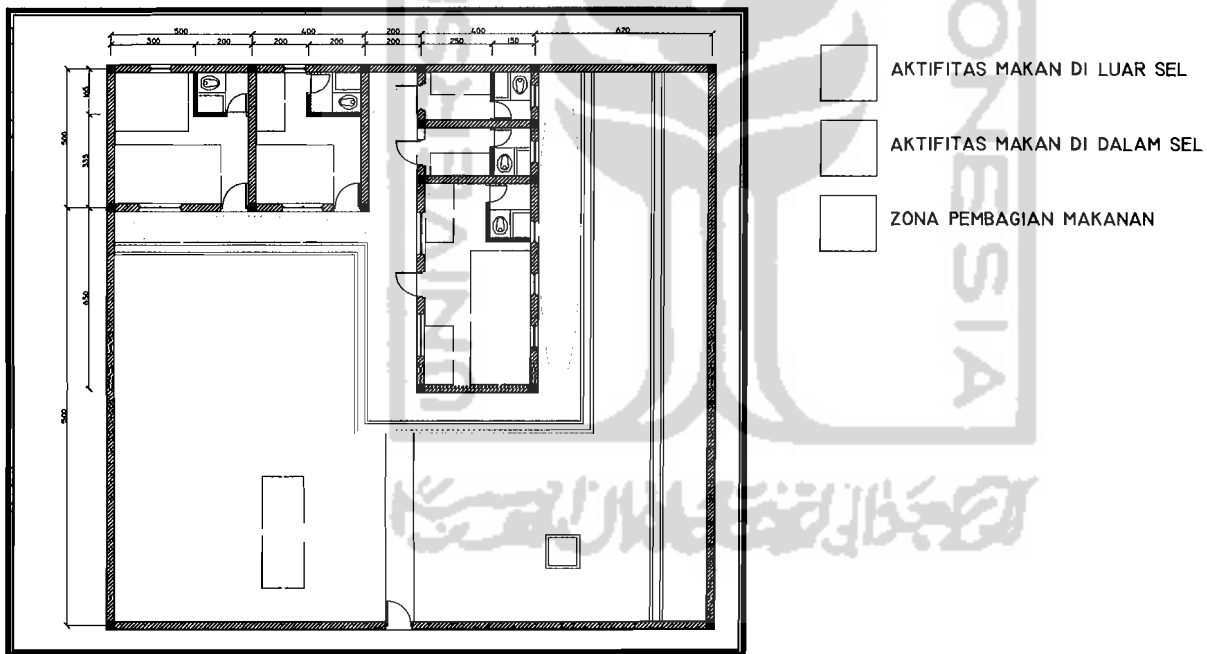 500 400 200 400 620
300 200 200 200 200 250 150
500
165
335
650
AKTIFITAS MAKAN DI LUAR SEL
AKTIFITAS MAKAN DI DALAM SEL
ZONA PEMBAGIAN MAKANAN